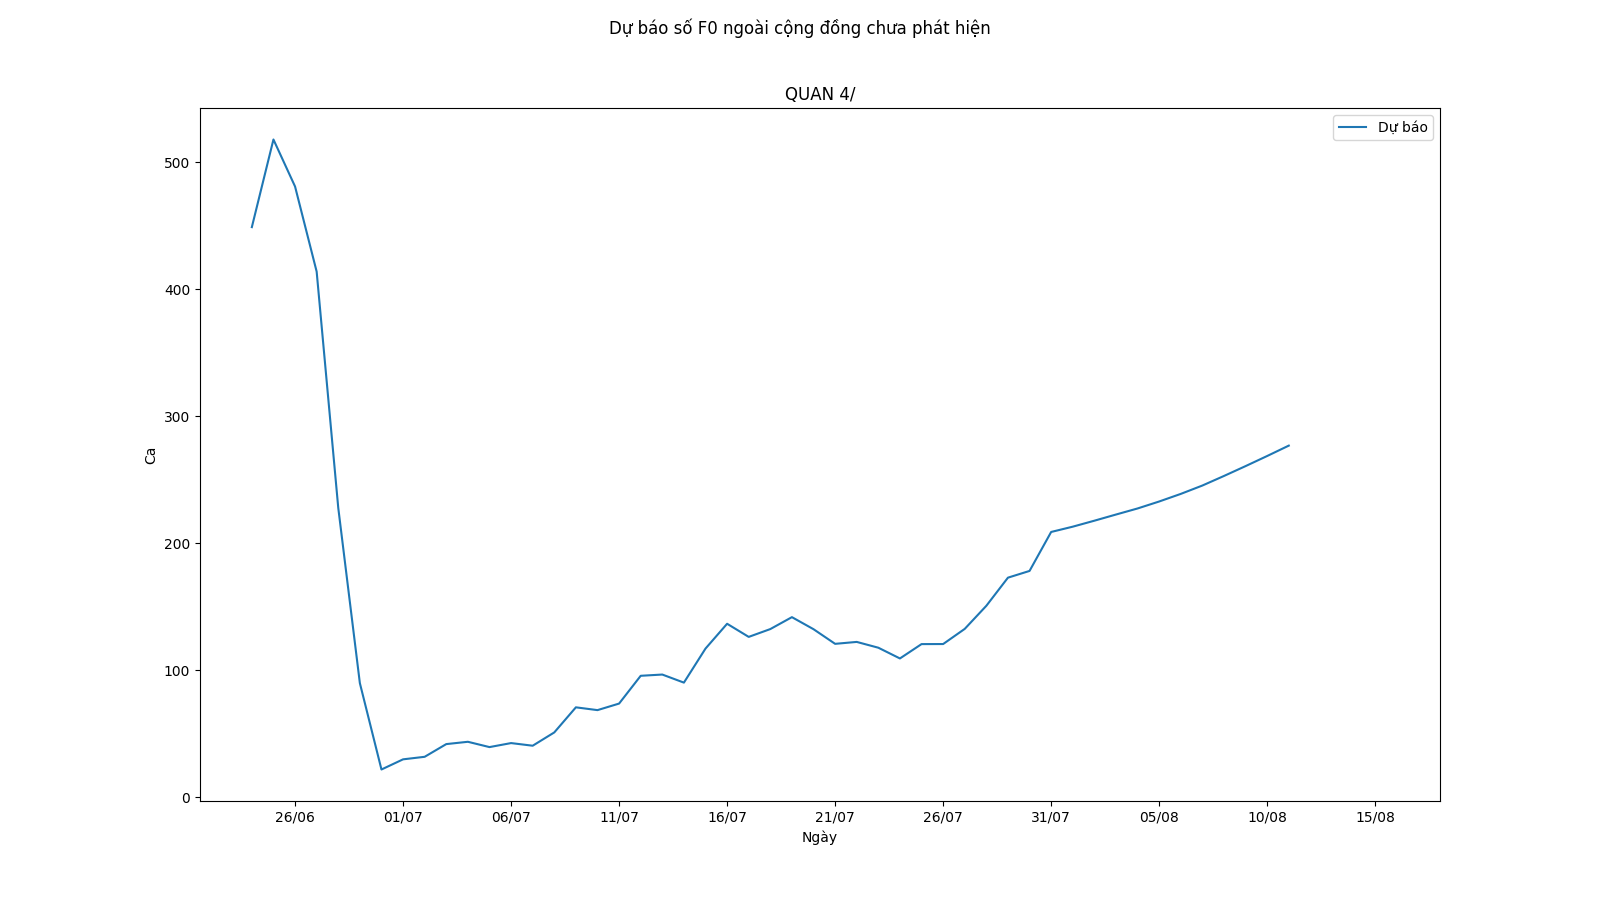 Dự báo số F0 ngoài cộng đồng chưa phát hiện
QUAN 4/
Dự báo
500
400
300
200
100
0
Ca
26/06 01/07 06/07 11/07 16/07 21/07 26/07 31/07 05/08 10/08 15/08
Ngày